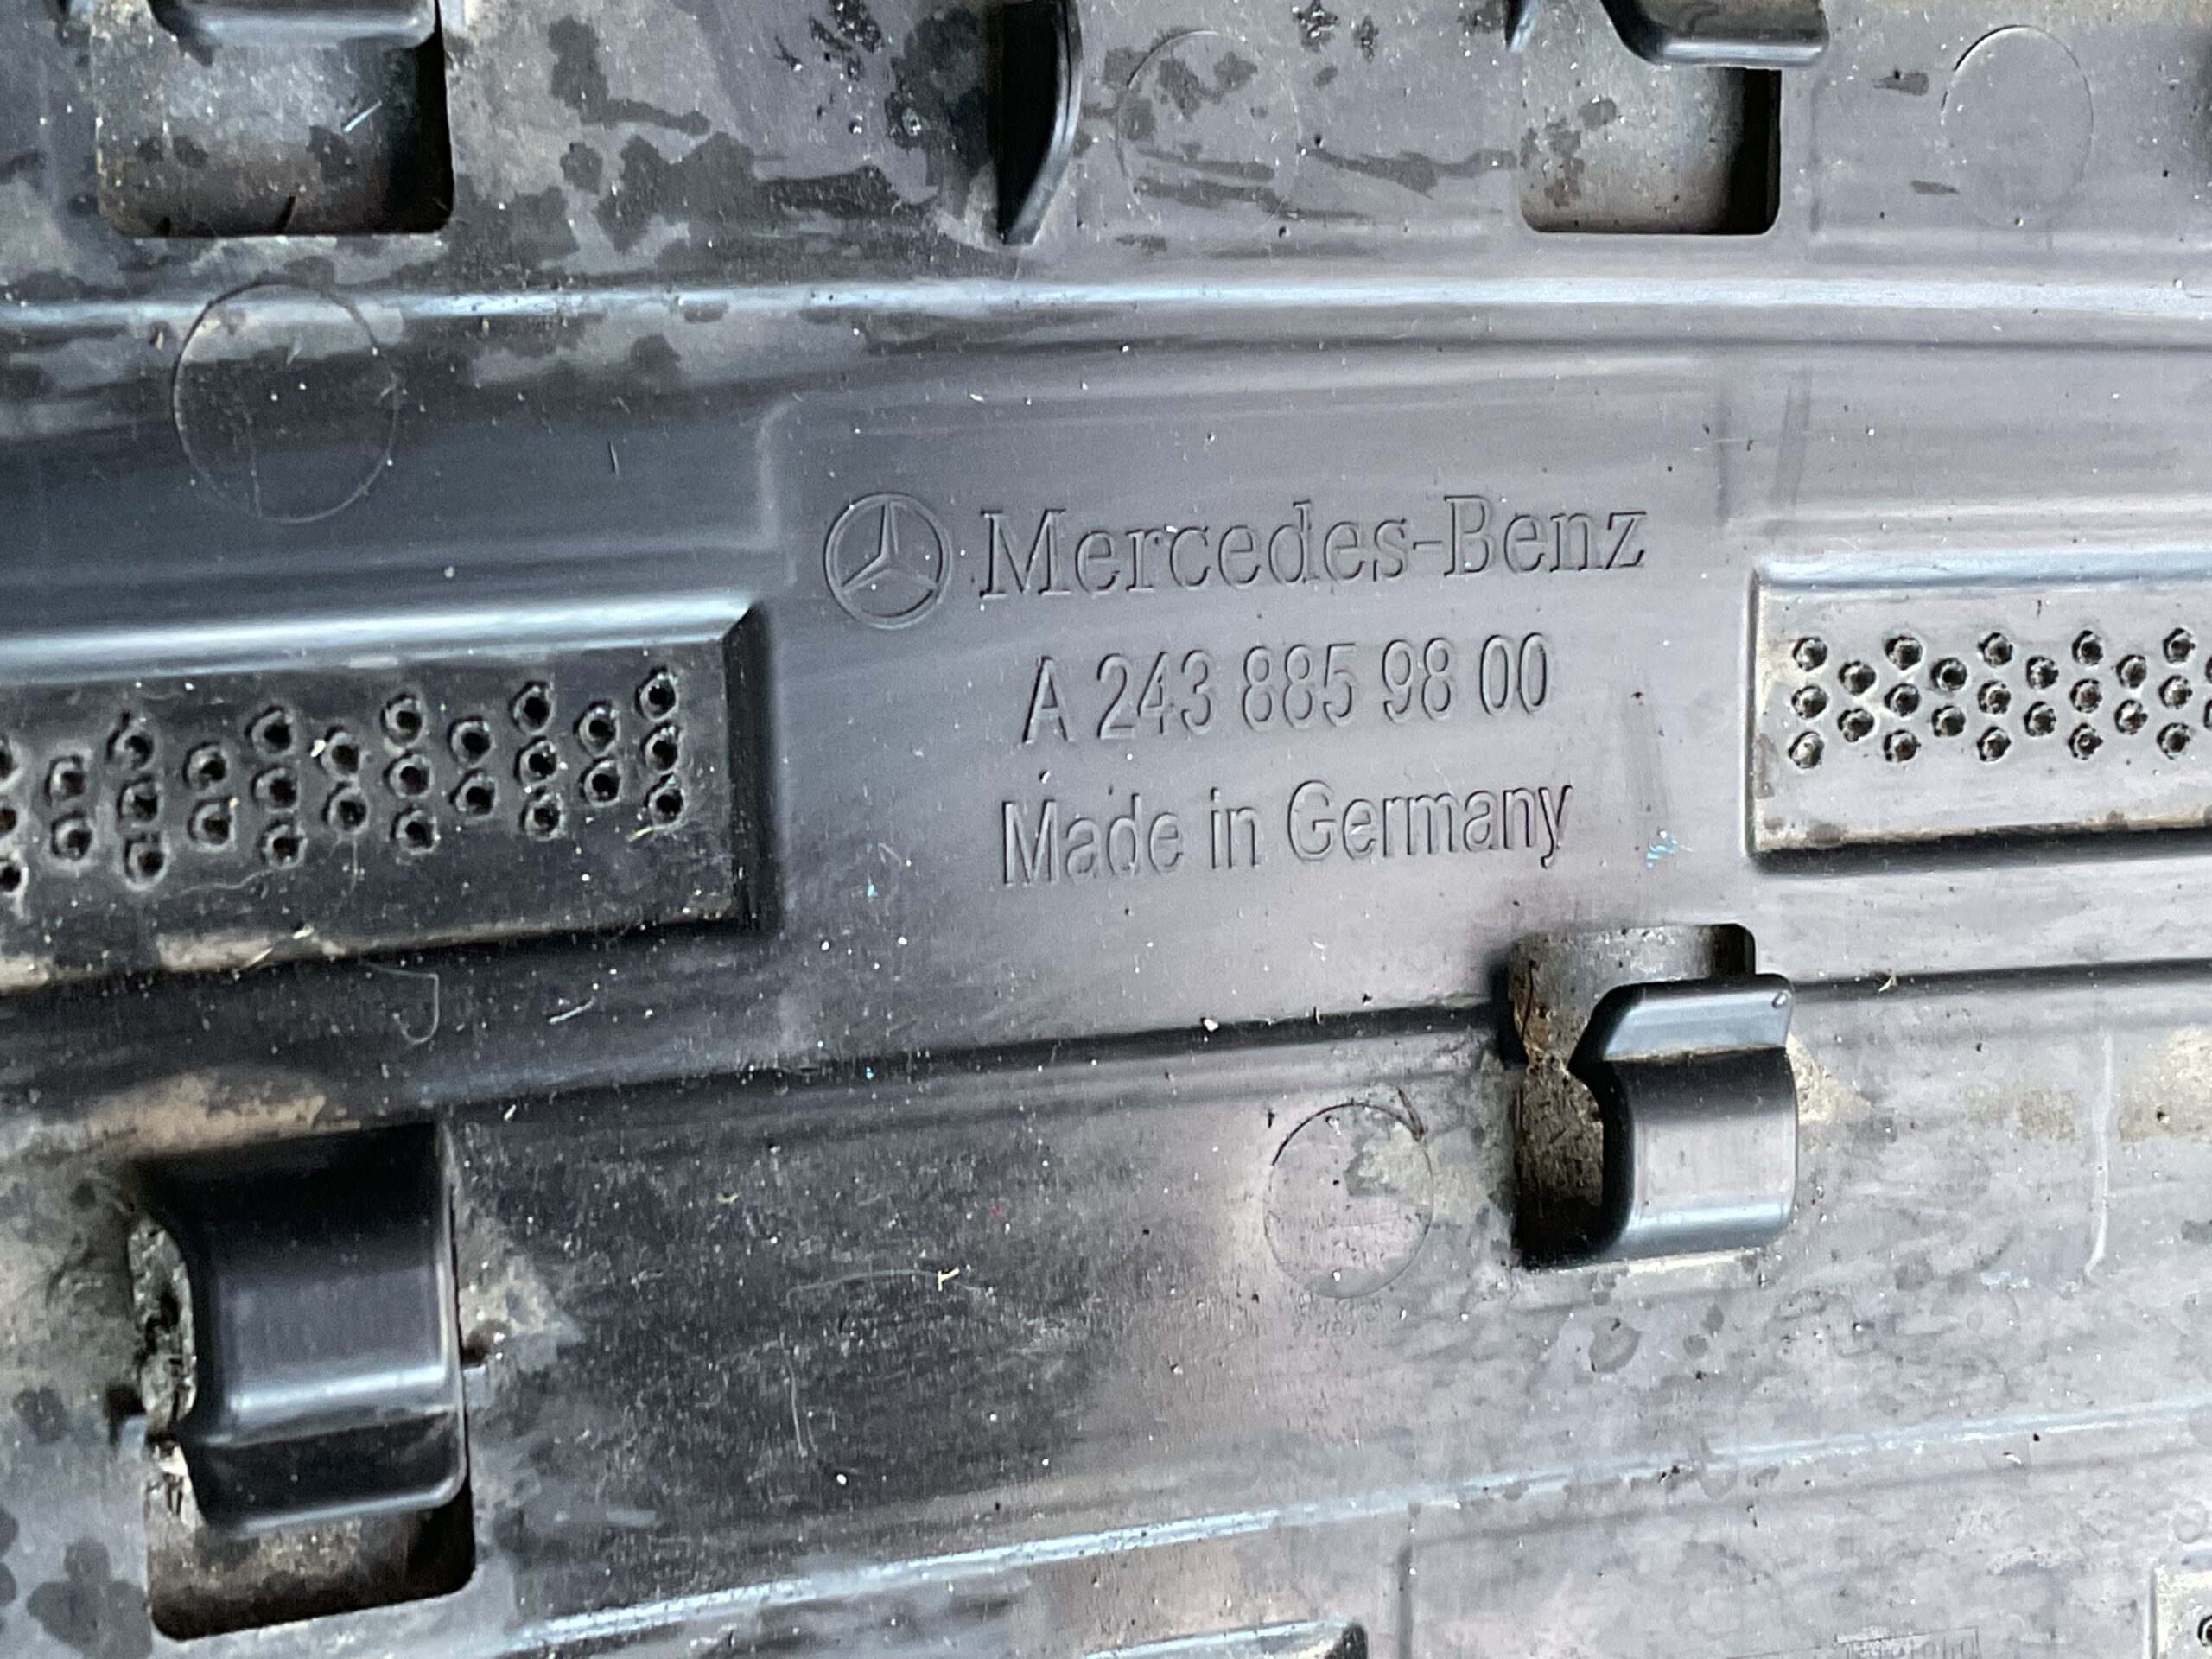 Mercedes-Benz
A 243 885 98 00
Made in Germany